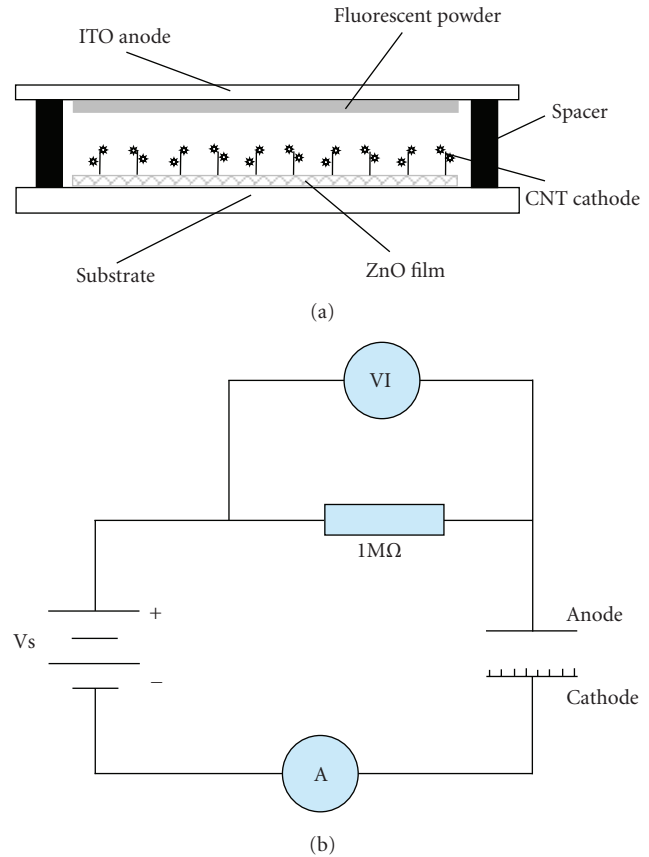 Fluorescent powder
ITO anode
Spacer
CNT cathode
ZnO film
Substrate
(a)
VI
1MΩ
+
Vs
−
Anode
Cathode
A
(b)